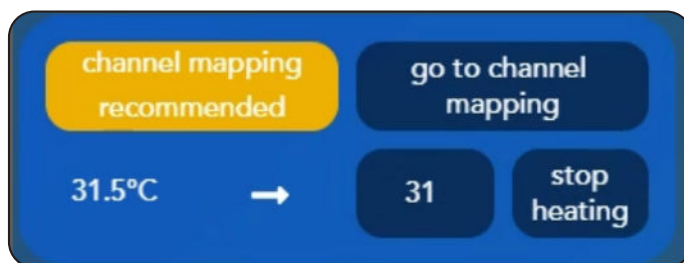 channel mapping
recommended
go to channel
mapping
31.5°C → 31
stop
heating